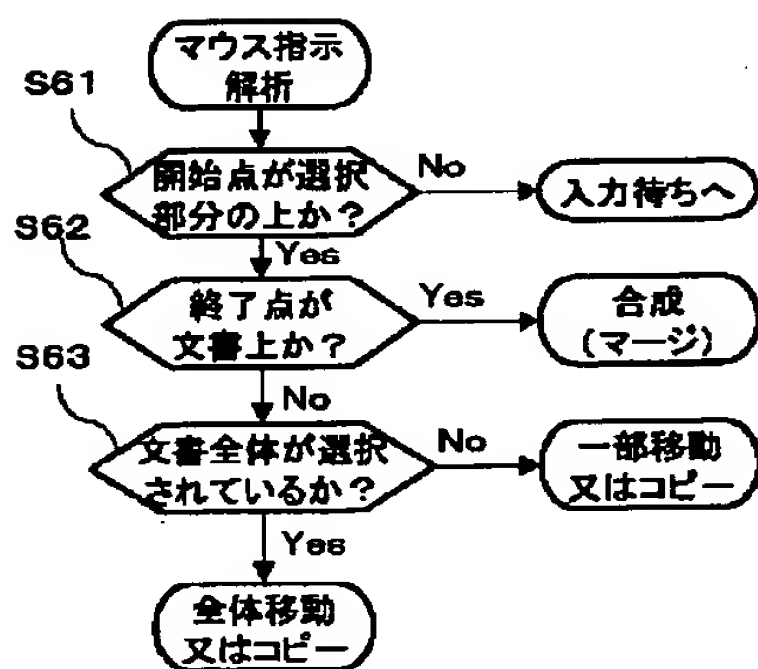 マウス指示
解析
S61
開始点が選択
部分の上か？
No
入力待ちへ
S62
Yes
終了点が
文書上か？
Yes
合成
(マージ)
S63
No
文書全体が選択
されているか？
No
一部移動
又はコピー
Yes
全体移動
又はコピー